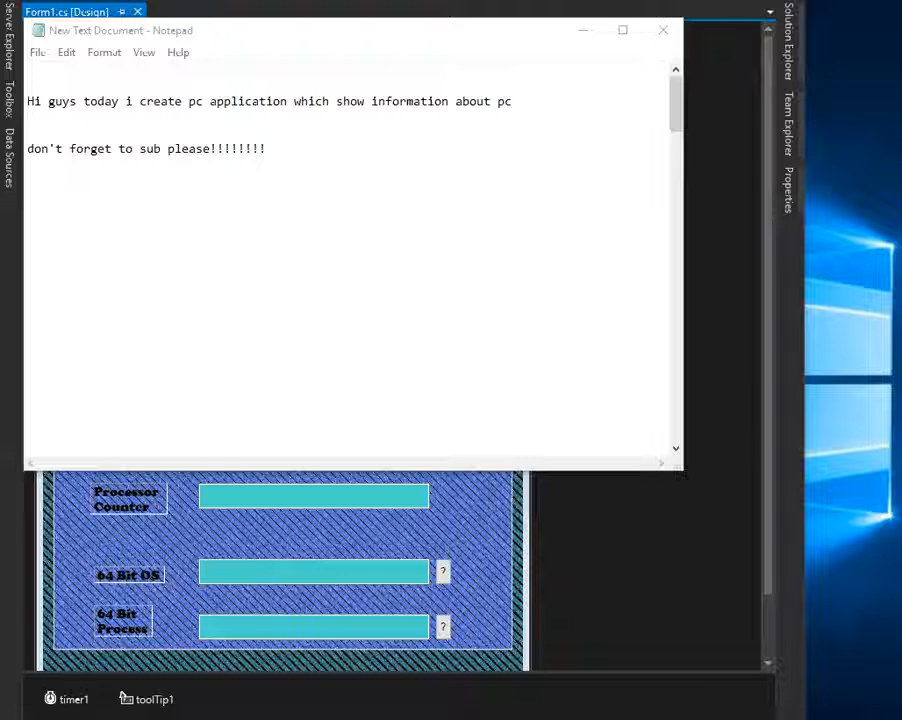 Form1.cs [Design]
New Text Document - Notepad
File Edit Format View Help
Hi guys today i create pc application which show information about pc
don't forget to sub please!!!!!!!!
Server Explorer
Toolbox
Data Sources
Solution Explorer
Team Explorer
Properties
Processor
Counter
64 Bit OS
?
64 Bit
Process
?
timer1
toolTip1